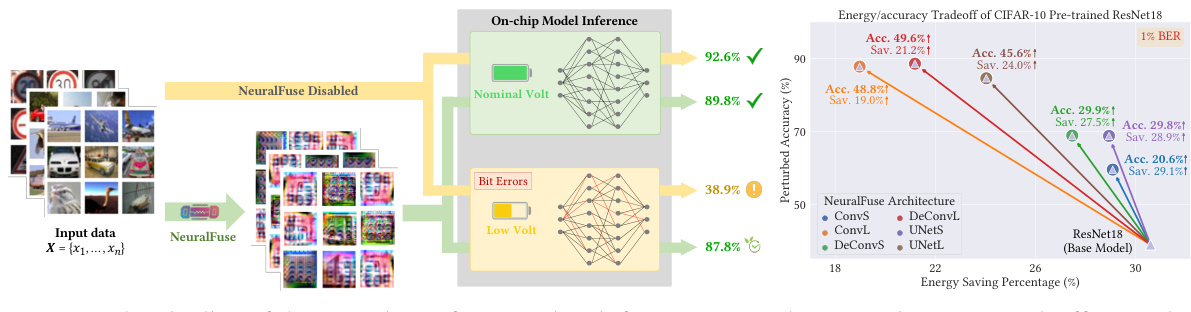 On-chip Model Inference
NeuralFuse Disabled
Nominal Volt
92.6%
89.8%
Bit Errors
Low Volt
38.9%
87.8%
Input data
X = {x1, ..., xn}
NeuralFuse
Energy/accuracy Tradeoff of CIFAR-10 Pre-trained ResNet18
1% BER
Perturbed Accuracy (%)
90
70
50
Acc. 49.6%↑
Sav. 21.2%↑
Acc. 45.6%↑
Sav. 24.0%↑
Acc. 48.8%↑
Sav. 19.0%↑
Acc. 29.9%↑
Sav. 27.5%↑
Acc. 29.8%↑
Sav. 28.9%↑
Acc. 20.6%↑
Sav. 29.1%↑
NeuralFuse Architecture
ConvS
ConvL
DeConvS
DeConvL
UNetS
UNetL
ResNet18
(Base Model)
18
22
26
30
Energy Saving Percentage (%)